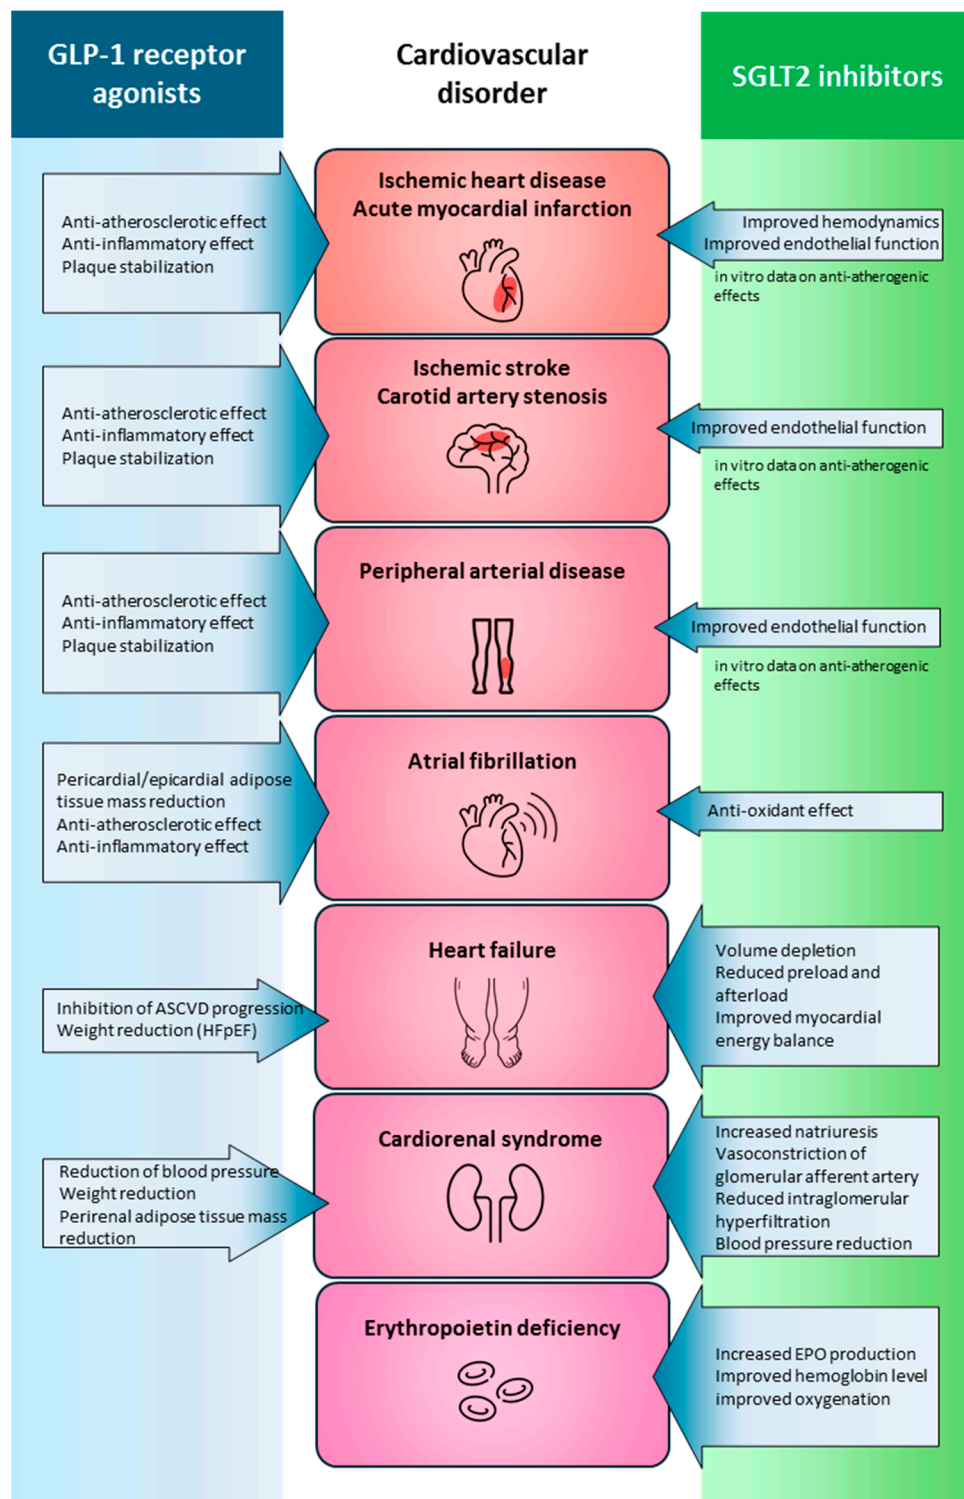 GLP-1 receptor
agonists
Cardiovascular
disorder
SGLT2 inhibitors
Anti-atherosclerotic effect
Anti-inflammatory effect
Plaque stabilization
Ischemic heart disease
Acute myocardial infarction
Improved hemodynamics
Improved endothelial function
in vitro data on anti-atherogenic
effects
Anti-atherosclerotic effect
Anti-inflammatory effect
Plaque stabilization
Ischemic stroke
Carotid artery stenosis
Improved endothelial function
in vitro data on anti-atherogenic
effects
Anti-atherosclerotic effect
Anti-inflammatory effect
Plaque stabilization
Peripheral arterial disease
Improved endothelial function
in vitro data on anti-atherogenic
effects
Pericardial/epicardial adipose
tissue mass reduction
Anti-atherosclerotic effect
Anti-inflammatory effect
Atrial fibrillation
Anti-oxidant effect
Inhibition of ASCVD progression
Weight reduction (HFpEF)
Heart failure
Volume depletion
Reduced preload and
afterload
Improved myocardial
energy balance
Reduction of blood pressure
Weight reduction
Perirenal adipose tissue mass
reduction
Cardiorenal syndrome
Increased natriuresis
Vasoconstriction of
glomerular afferent artery
Reduced intraglomerular
hyperfiltration
Blood pressure reduction
Erythropoietin deficiency
Increased EPO production
Improved hemoglobin level
improved oxygenation